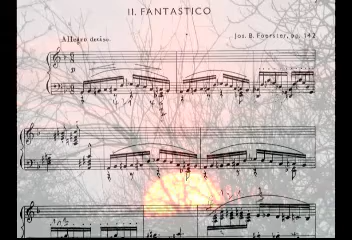 II. FANTASTICO
Allegro deciso.
Jos. B. Foerster, op. 142